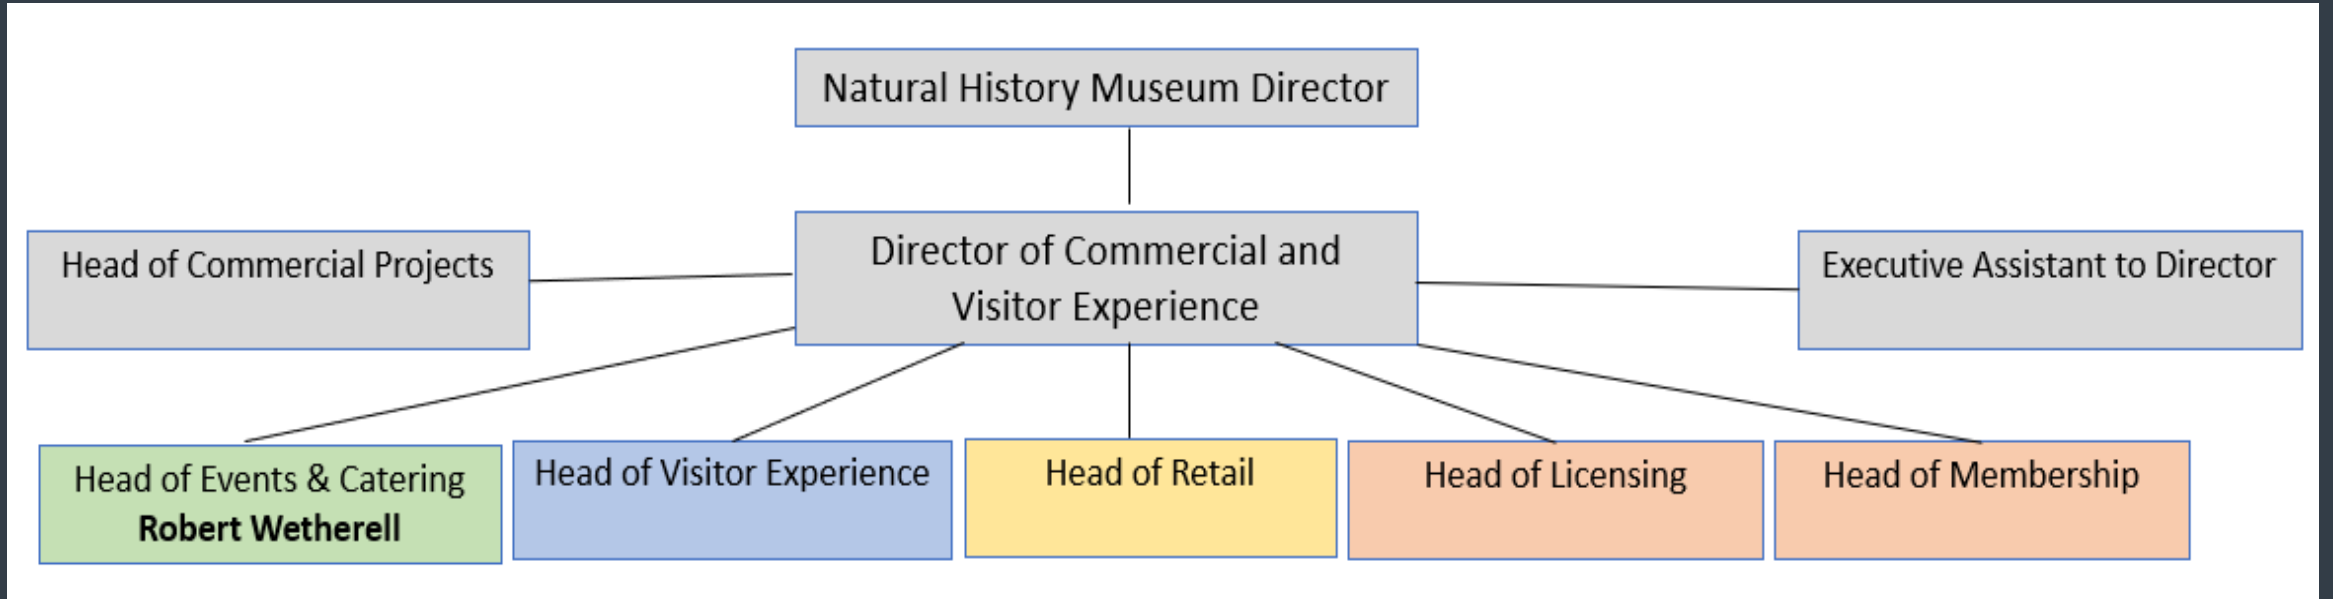 Natural History Museum Director
Head of Commercial Projects
Director of Commercial and
Visitor Experience
Executive Assistant to Director
Head of Events & Catering
Robert Wetherell
Head of Visitor Experience
Head of Retail
Head of Licensing
Head of Membership